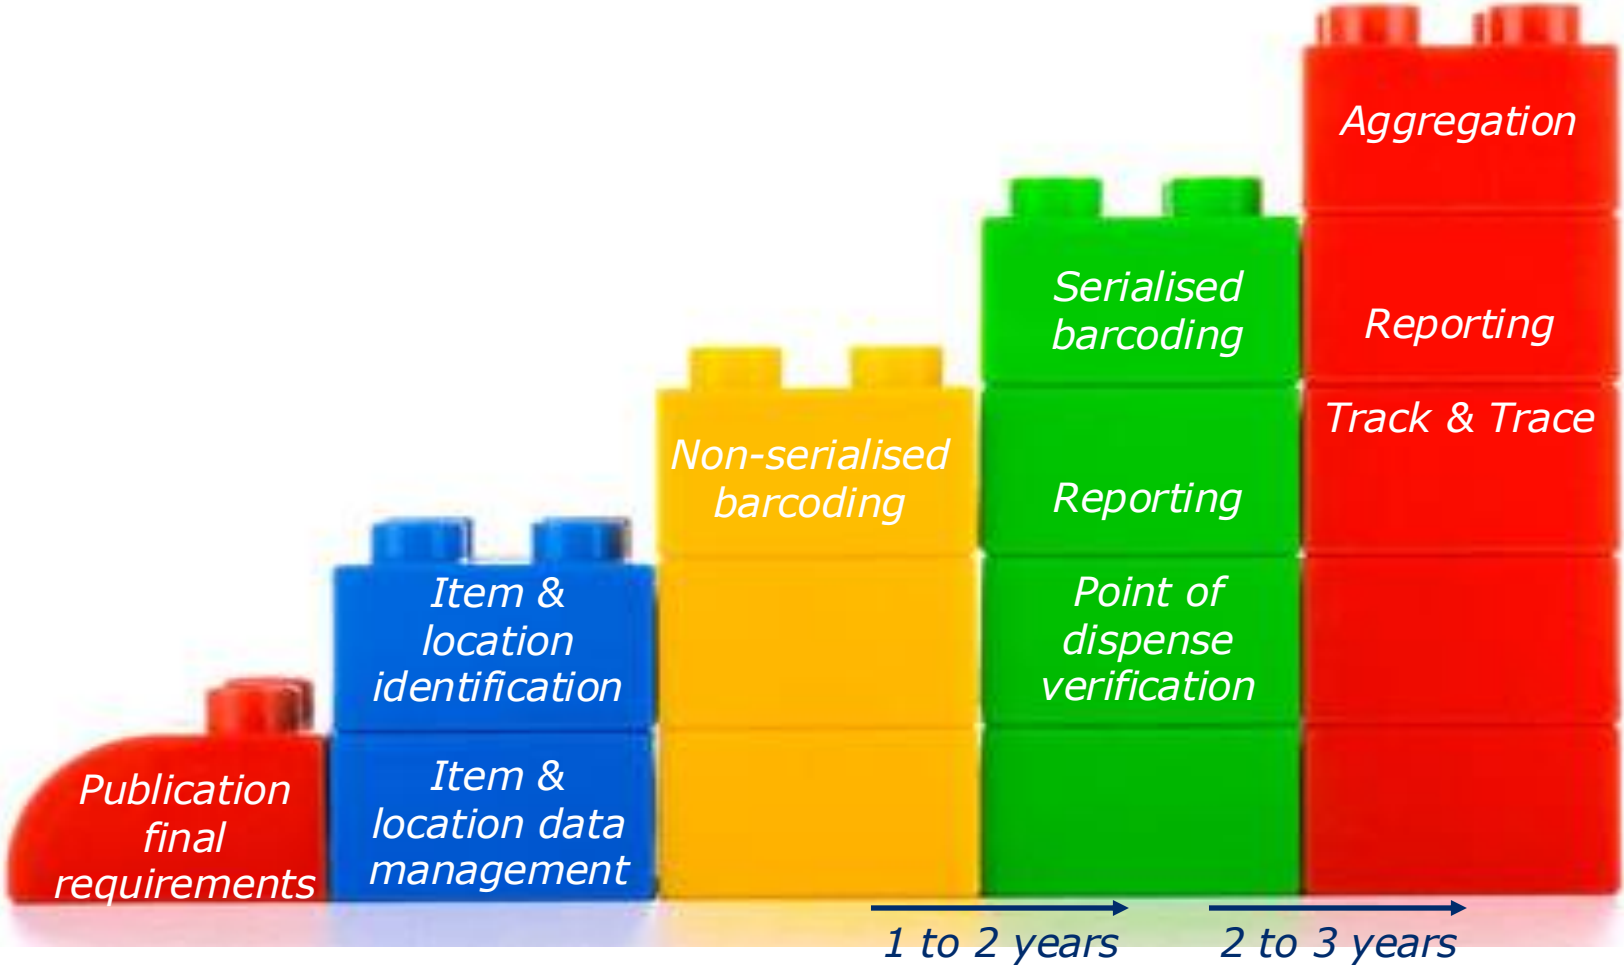 Publication
final
requirements
Item &
location
identification
Item &
location data
management
Non-serialised
barcoding
Serialised
barcoding
Reporting
Point of
dispense
verification
Aggregation
Reporting
Track & Trace
1 to 2 years
2 to 3 years